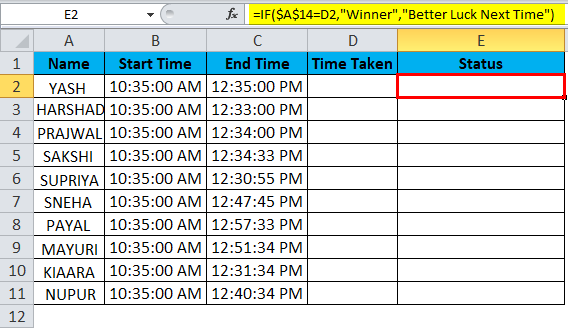 E2 fx =IF($A$14=D2,"Winner","Better Luck Next Time")
A B C D E
1 Name Start Time End Time Time Taken Status
2 YASH 10:35:00 AM 12:35:00 PM
3 HARSHAD 10:35:00 AM 12:33:00 PM
4 PRAJWAL 10:35:00 AM 12:34:00 PM
5 SAKSHI 10:35:00 AM 12:34:33 PM
6 SUPRIYA 10:35:00 AM 12:30:55 PM
7 SNEHA 10:35:00 AM 12:47:45 PM
8 PAYAL 10:35:00 AM 12:57:33 PM
9 MAYURI 10:35:00 AM 12:51:34 PM
10 KIAARA 10:35:00 AM 12:31:34 PM
11 NUPUR 10:35:00 AM 12:40:34 PM
12